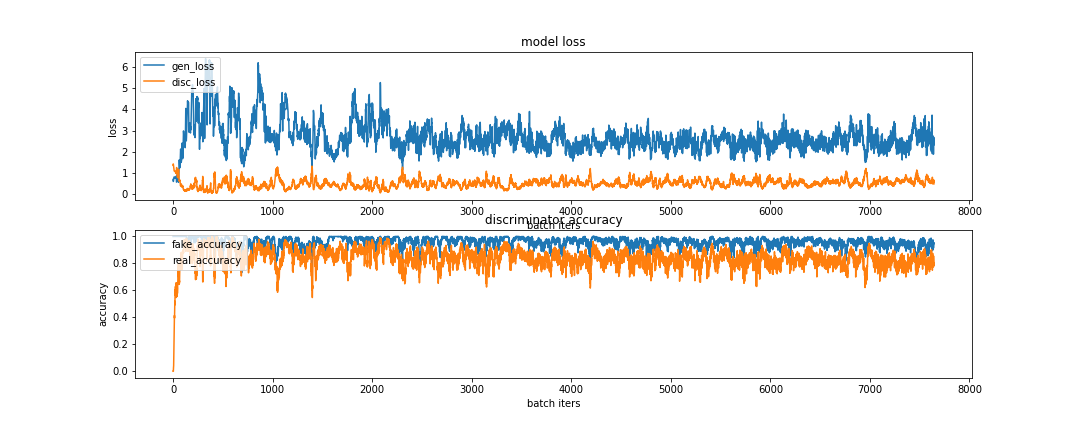 model loss
gen_loss
disc_loss
loss
6
5
4
3
2
1
0
0 1000 2000 3000 4000 5000 6000 7000 8000
batch iters
discriminator accuracy
fake_accuracy
real_accuracy
accuracy
1.0
0.8
0.6
0.4
0.2
0.0
0 1000 2000 3000 4000 5000 6000 7000 8000
batch iters